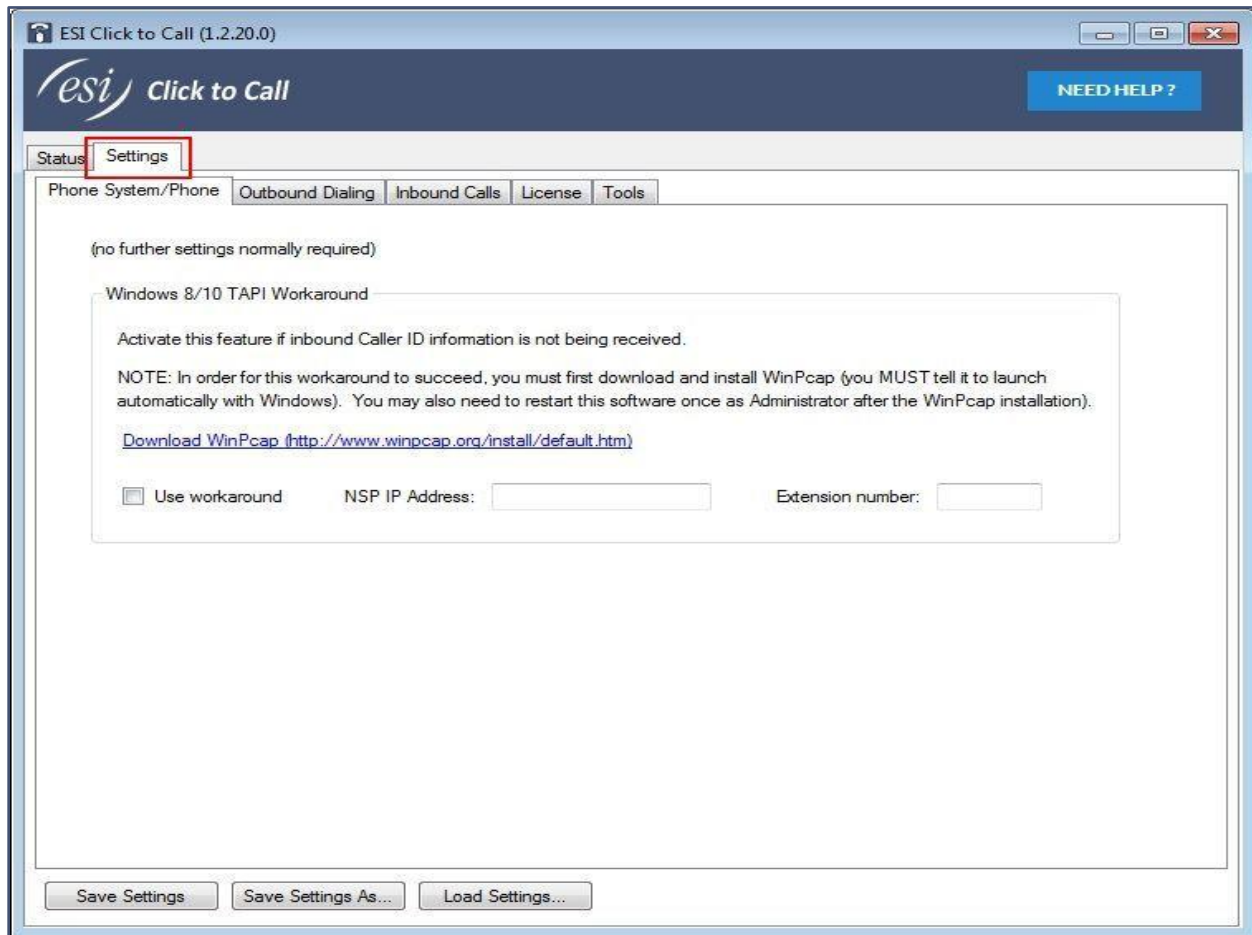 ESI Click to Call (1.2.20.0)
esi Click to Call
NEED HELP ?
Status Settings
Phone System/Phone Outbound Dialing Inbound Calls License Tools
(no further settings normally required)
Windows 8/10 TAPI Workaround
Activate this feature if inbound Caller ID information is not being received.
NOTE: In order for this workaround to succeed, you must first download and install WinPcap (you MUST tell it to launch
automatically with Windows). You may also need to restart this software once as Administrator after the WinPcap installation).
Download WinPcap (http://www.winpcap.org/install/default.htm)
Use workaround NSP IP Address: Extension number:
Save Settings Save Settings As... Load Settings...